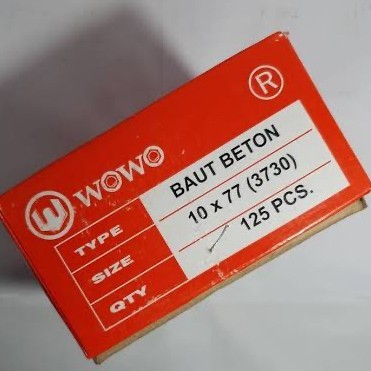 WOWO
®
TYPE BAUT BETON
SIZE 10 x 77 (3730)
QTY 125 PCS.